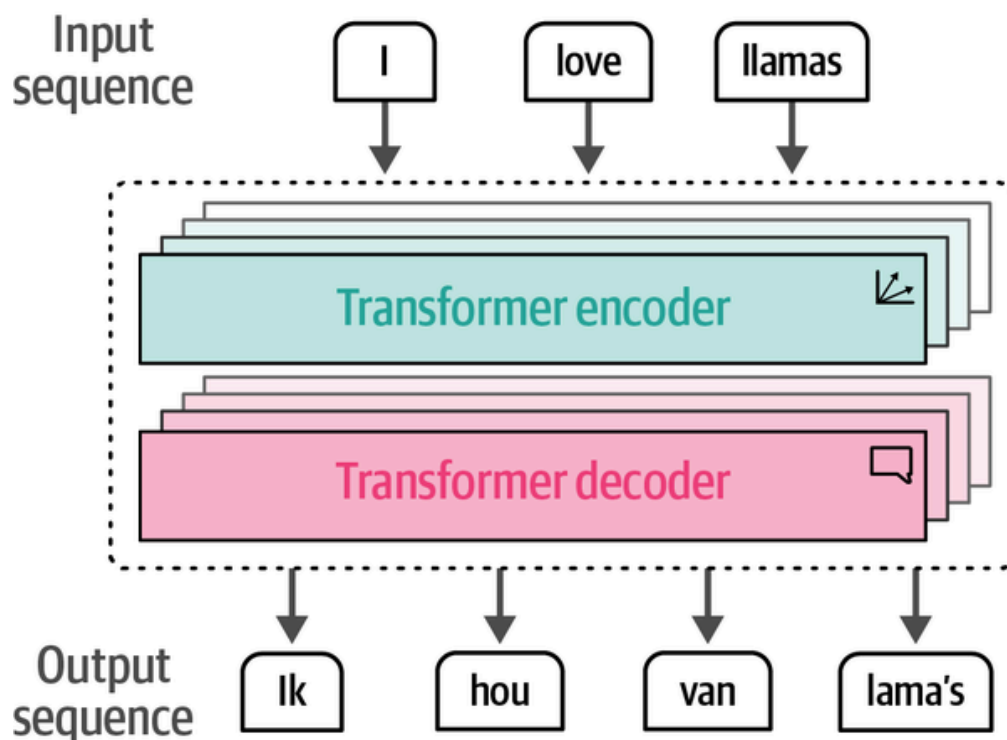 Input
sequence
I
love
llamas
Transformer encoder
Transformer decoder
Output
sequence
Ik
hou
van
lama's